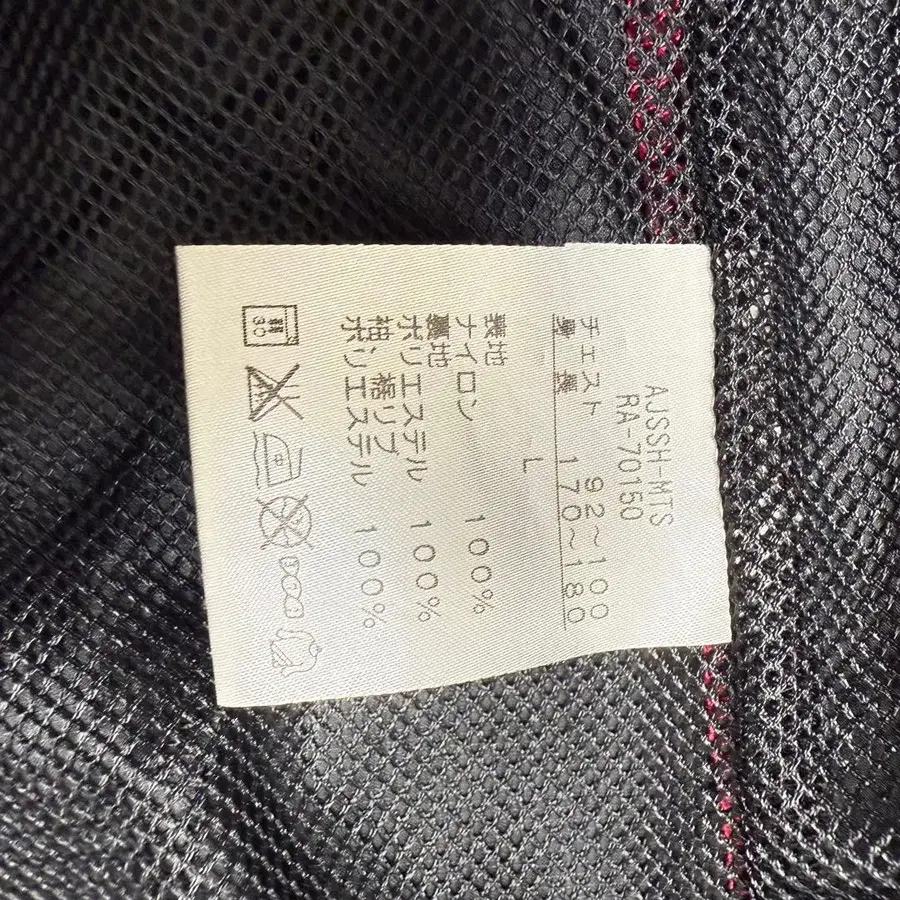 AJSSH-MTS
RA-70150
チェスト 92~100
身長 170~180
L
表地
ナイロン 100%
裏地
ポリエステル 100%
袖裾リブ
ポリエステル 100%
30